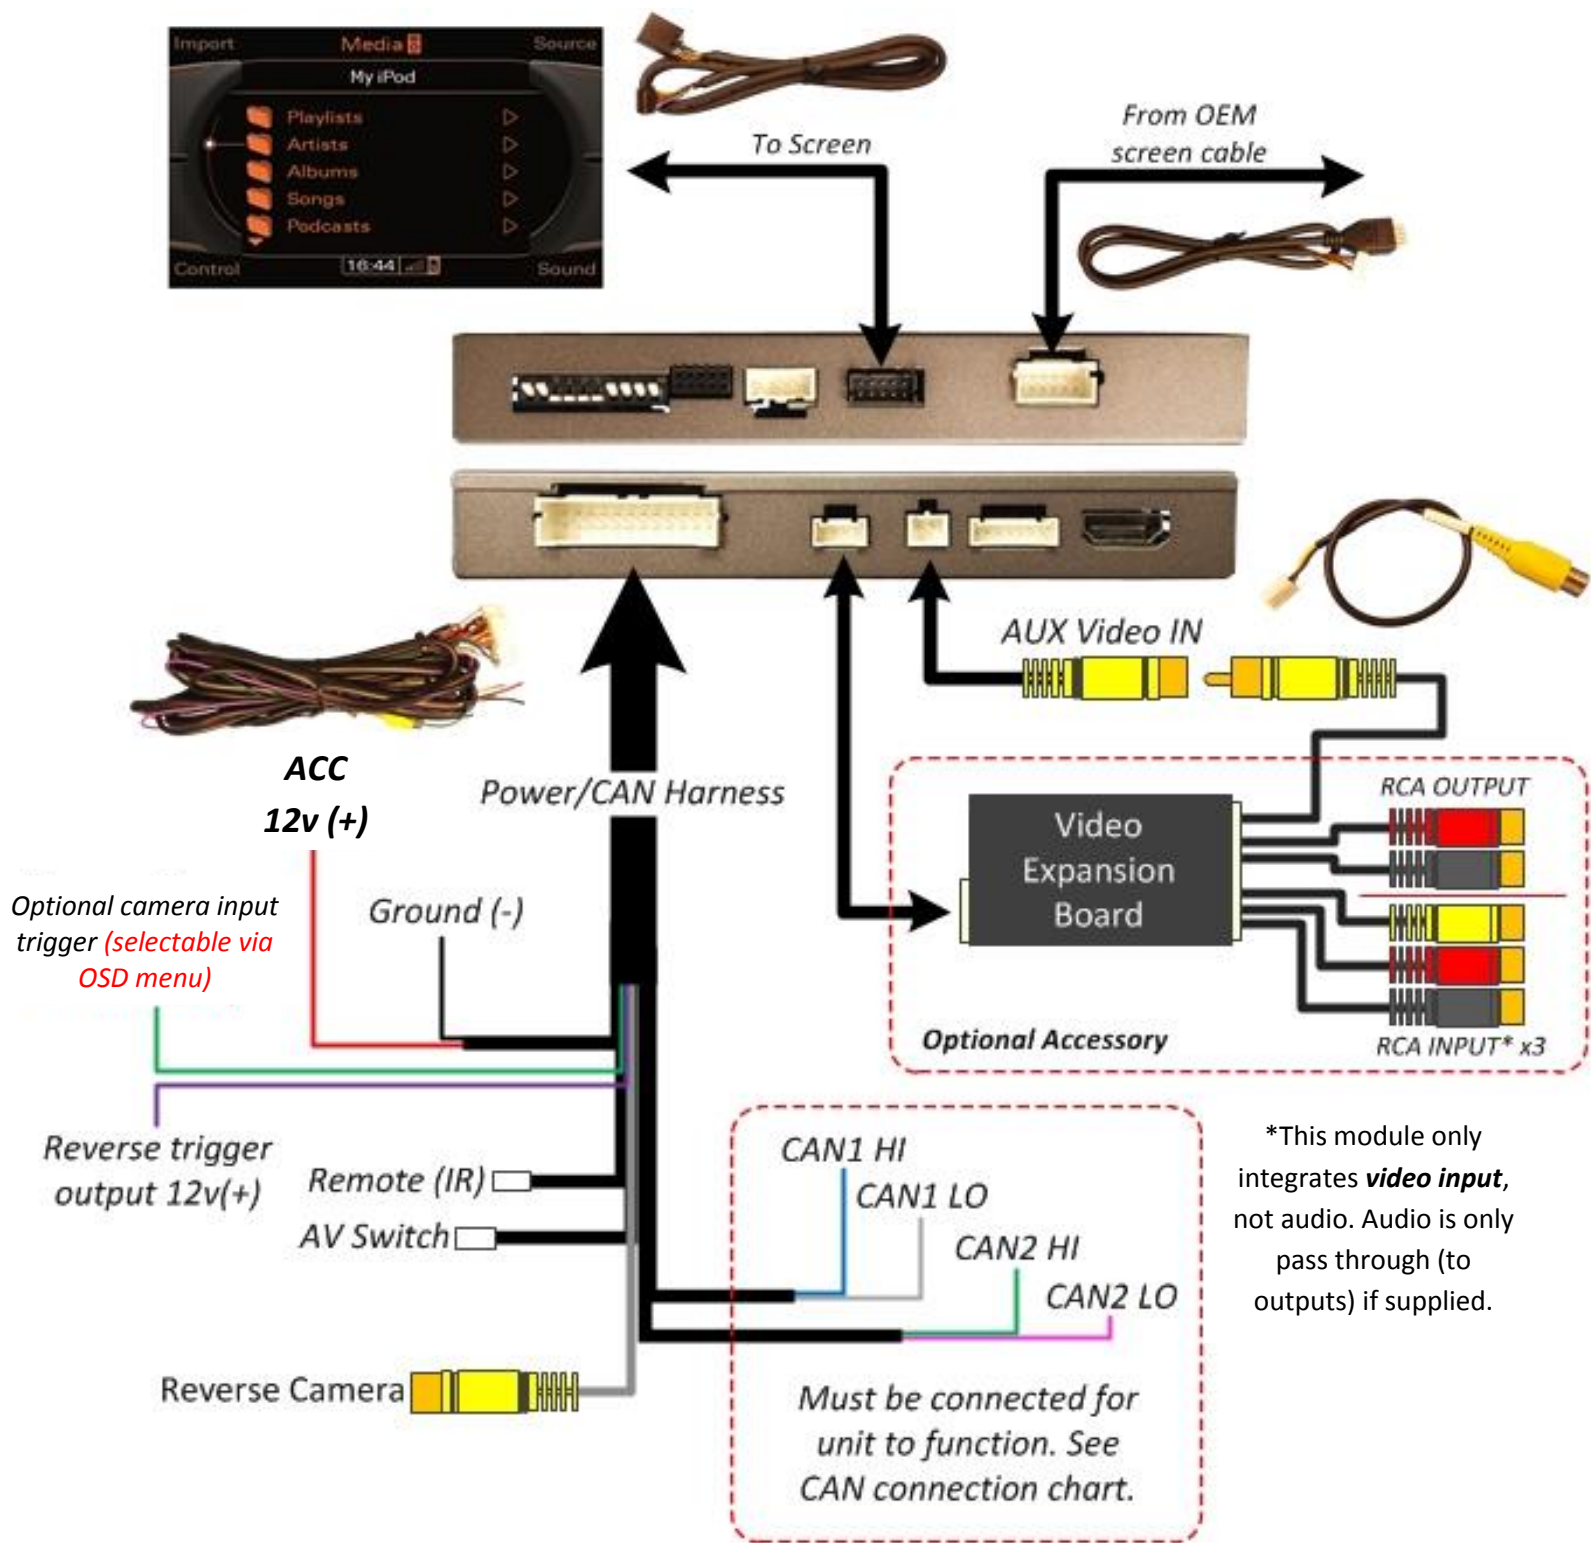 Import
Media
Source
My iPod
Playlists
Artists
Albums
Songs
Podcasts
Control
16:44
Sound
To Screen
From OEM
screen cable
AUX Video IN
ACC
12v (+)
Power/CAN Harness
RCA OUTPUT
Video
Expansion
Board
Optional camera input
trigger (selectable via
OSD menu)
Ground (-)
Optional Accessory
RCA INPUT* x3
Reverse trigger
output 12v(+)
Remote (IR)
AV Switch
CAN1 HI
CAN1 LO
CAN2 HI
CAN2 LO
*This module only
integrates video input,
not audio. Audio is only
pass through (to
outputs) if supplied.
Reverse Camera
Must be connected for
unit to function. See
CAN connection chart.